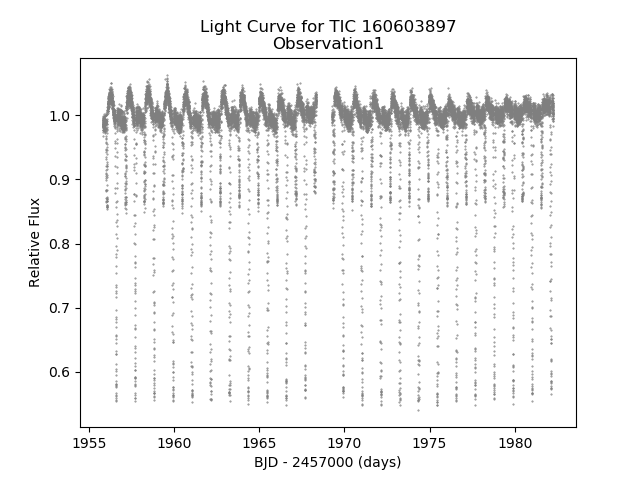 Light Curve for TIC 160603897
Observation1
1.0
0.9
0.8
0.7
0.6
Relative Flux
1955 1960 1965 1970 1975 1980
BJD - 2457000 (days)